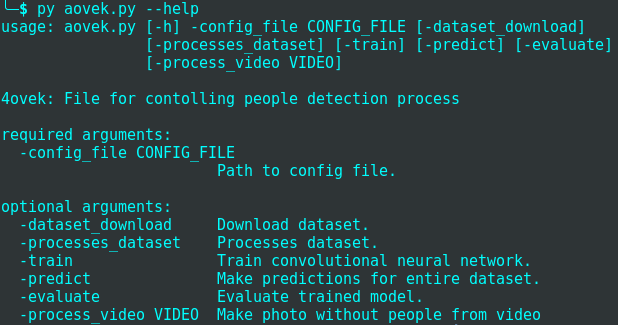 ╰─$ py aovek.py --help
usage: aovek.py [-h] -config_file CONFIG_FILE [-dataset_download]
                [-processes_dataset] [-train] [-predict] [-evaluate]
                [-process_video VIDEO]

4ovek: File for contolling people detection process

required arguments:
  -config_file CONFIG_FILE
                        Path to config file.

optional arguments:
  -dataset_download     Download dataset.
  -processes_dataset    Processes dataset.
  -train                Train convolutional neural network.
  -predict              Make predictions for entire dataset.
  -evaluate             Evaluate trained model.
  -process_video VIDEO  Make photo without people from video